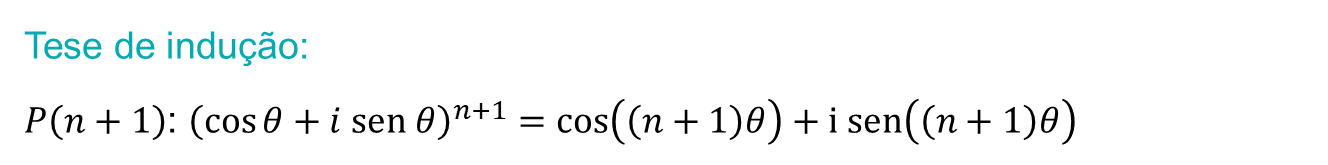 Tese de indução:
𝑃(𝑛 + 1): (cos 𝜃 + 𝑖 sen 𝜃)ⁿ⁺¹ = cos((𝑛 + 1)𝜃) + i sen((𝑛 + 1)𝜃)